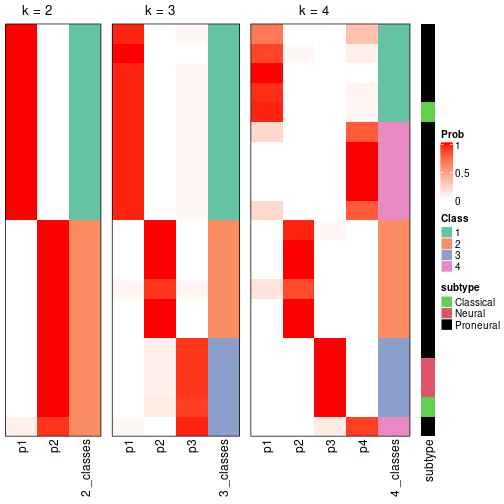 k = 2
k = 3
k = 4
p1
p2
2_classes
p1
p2
p3
3_classes
p1
p2
p3
p4
4_classes
subtype
Prob
1
0.5
0
Class
1
2
3
4
subtype
Classical
Neural
Proneural